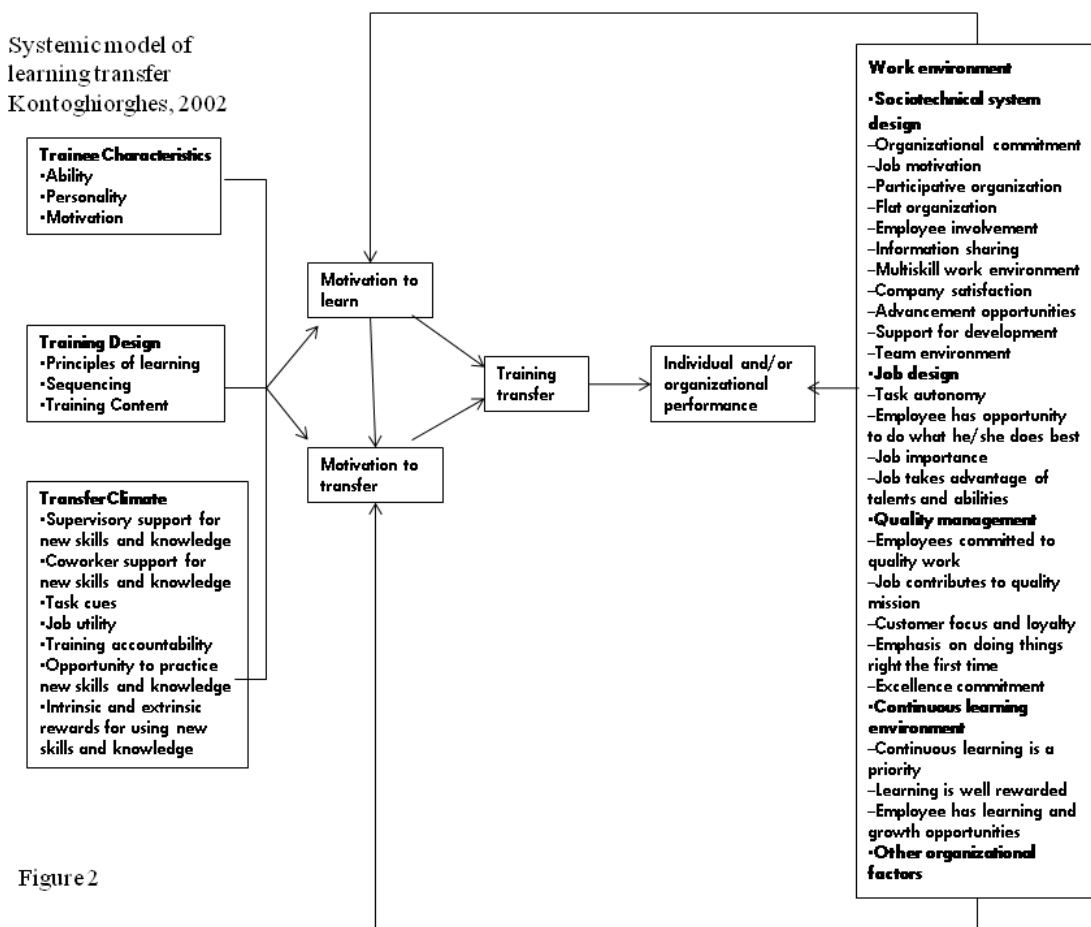 Systemic model of
learning transfer
Kontoghiorghes, 2002
Trainee Characteristics
•Ability
•Personality
•Motivation
Training Design
•Principles of learning
•Sequencing
•Training Content
Transfer Climate
•Supervisory support for
new skills and knowledge
•Coworker support for
new skills and knowledge
•Task cues
•Job utility
•Training accountability
•Opportunity to practice
new skills and knowledge
•Intrinsic and extrinsic
rewards for using new
skills and knowledge
Motivation to
learn
Motivation to
transfer
Training
transfer
Individual and/or
organizational
performance
Work environment
•Sociotechnical system
design
–Organizational commitment
–Job motivation
–Participative organization
–Flat organization
–Employee involvement
–Information sharing
–Multiskill work environment
–Company satisfaction
–Advancement opportunities
–Support for development
–Team environment
•Job design
–Task autonomy
–Employee has opportunity
to do what he/she does best
–Job importance
–Job takes advantage of
talents and abilities
•Quality management
–Employees committed to
quality work
–Job contributes to quality
mission
–Customer focus and loyalty
–Emphasis on doing things
right the first time
–Excellence commitment
•Continuous learning
environment
–Continuous learning is a
priority
–Learning is well rewarded
–Employee has learning and
growth opportunities
•Other organizational
factors
Figure 2